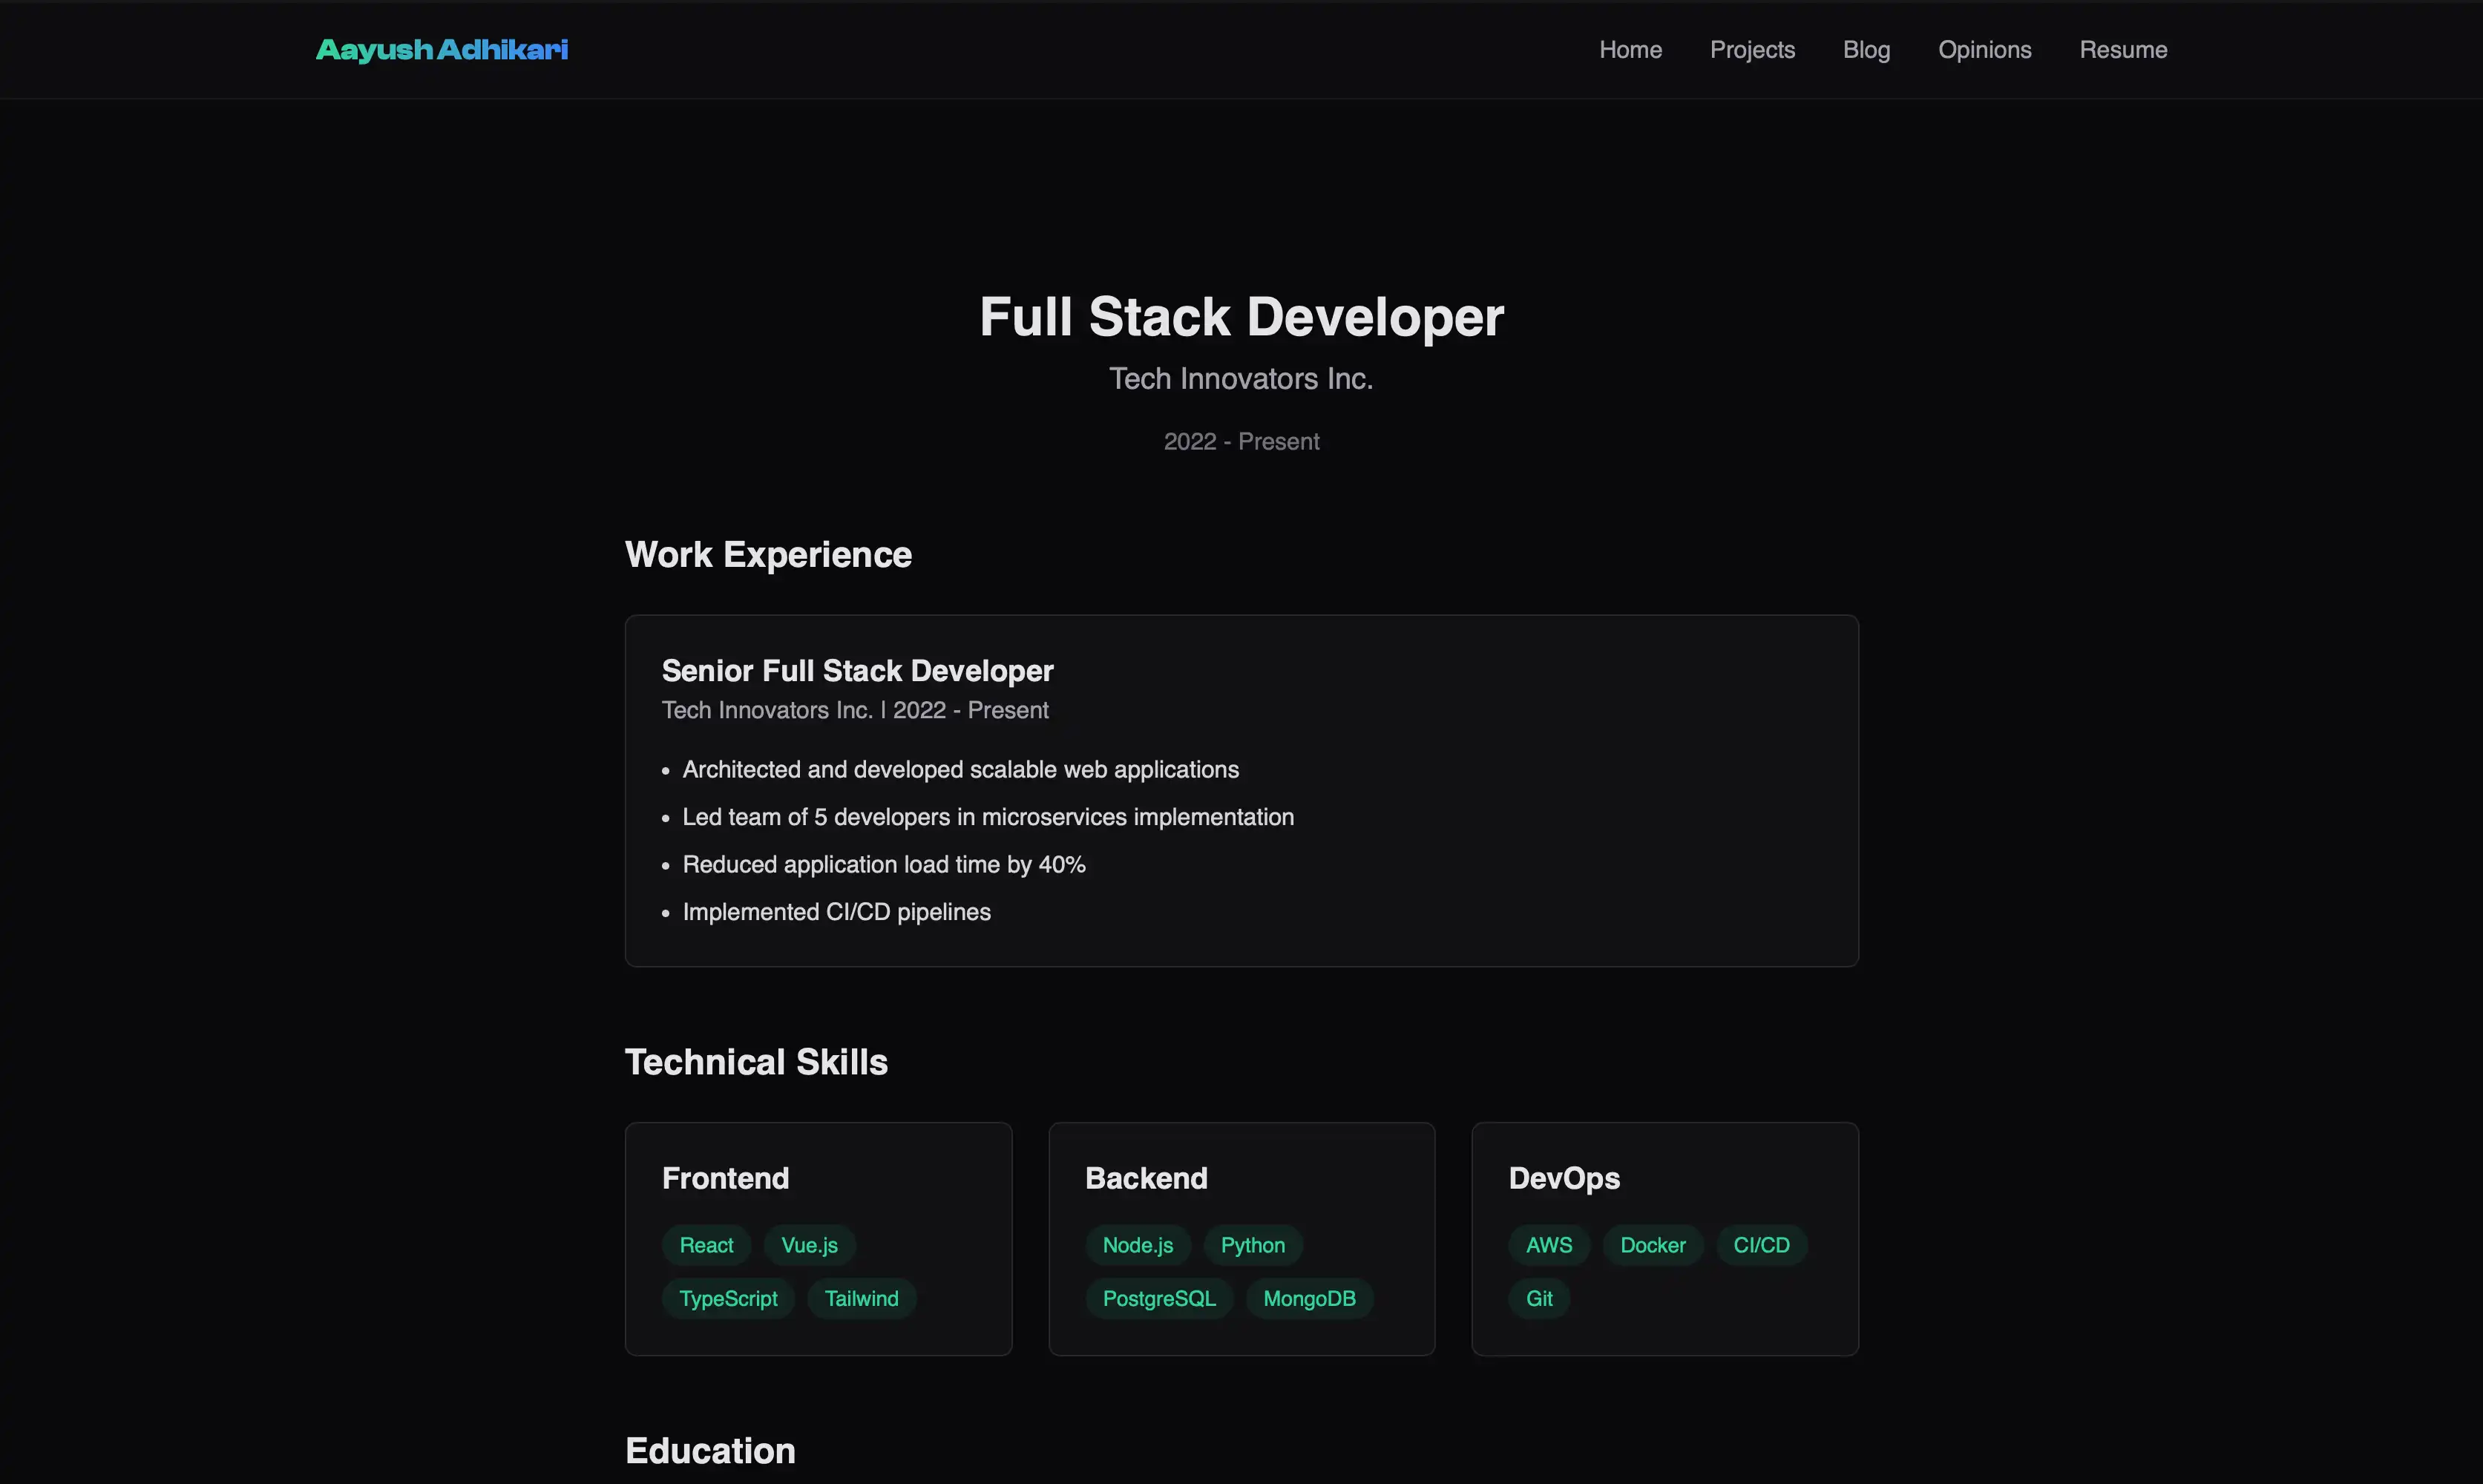 Aayush Adhikari
Home Projects Blog Opinions Resume
Full Stack Developer
Tech Innovators Inc.
2022 - Present
Work Experience
Senior Full Stack Developer
Tech Innovators Inc. | 2022 - Present
• Architected and developed scalable web applications
• Led team of 5 developers in microservices implementation
• Reduced application load time by 40%
• Implemented CI/CD pipelines
Technical Skills
Frontend
React Vue.js
TypeScript Tailwind
Backend
Node.js Python
PostgreSQL MongoDB
DevOps
AWS Docker CI/CD
Git
Education